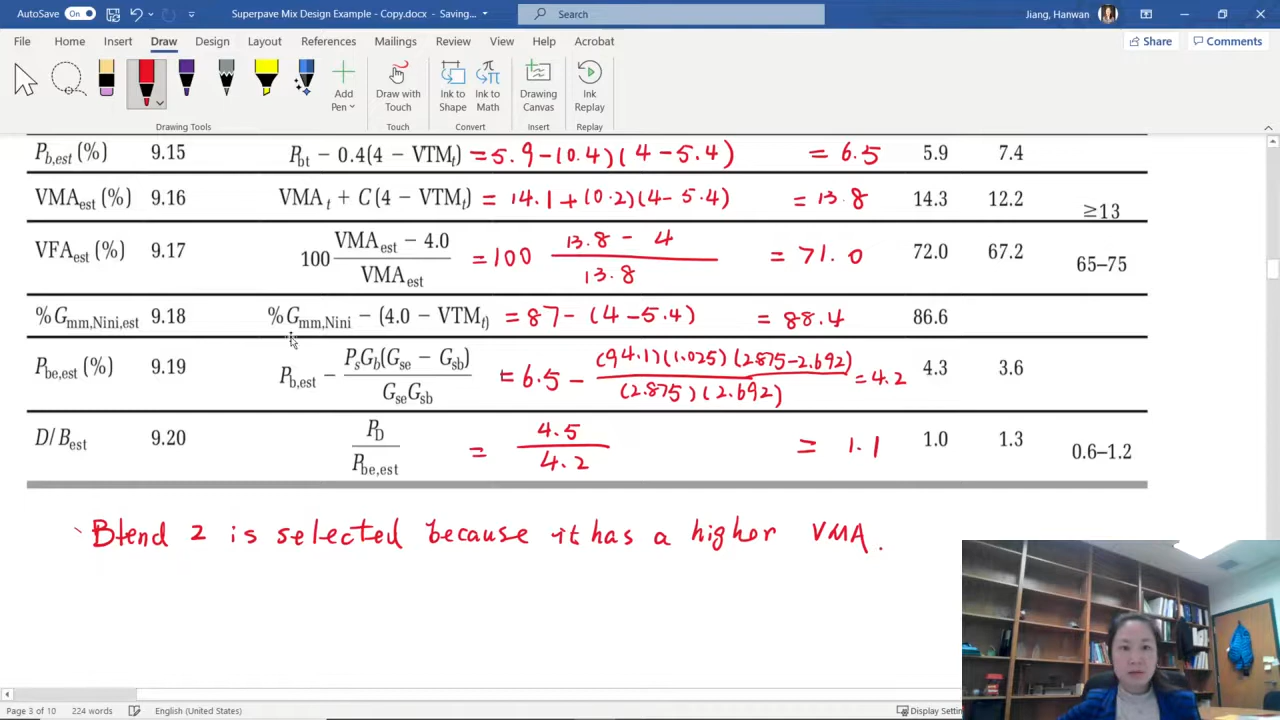 AutoSave On Superpave Mix Design Example - Copy.docx - Saving... Search Jiang, Hanwan
File Home Insert Draw Design Layout References Mailings Review View Help Acrobat Share Comments
Add Pen Draw with Touch Ink to Shape Ink to Math Drawing Canvas Ink Replay
Drawing Tools Touch Convert Insert Replay
P_b,est (%) 9.15 P_bt − 0.4(4 − VTM_t) = 5.9 − (0.4)(4 − 5.4) = 6.5 5.9 7.4
VMA_est (%) 9.16 VMA_t + C(4 − VTM_t) = 14.1 + (0.2)(4 − 5.4) = 13.8 14.3 12.2 ≥13
VFA_est (%) 9.17 100 (VMA_est − 4.0)/VMA_est = 100 (13.8 − 4)/13.8 = 71.0 72.0 67.2 65–75
%G_mm,Nini,est 9.18 %G_mm,Nini − (4.0 − VTM_t) = 87 − (4 − 5.4) = 88.4 86.6
P_be,est (%) 9.19 P_b,est − P_sG_b(G_se − G_sb)/G_seG_sb = 6.5 − (94.1)(1.025)(2.875−2.692)/(2.875)(2.692) = 4.2 4.3 3.6
D/B_est 9.20 P_D/P_be,est = 4.5/4.2 = 1.1 1.0 1.3 0.6–1.2
Blend 2 is selected because it has a higher VMA.
Page 3 of 10 224 words English (United States) Display Setting